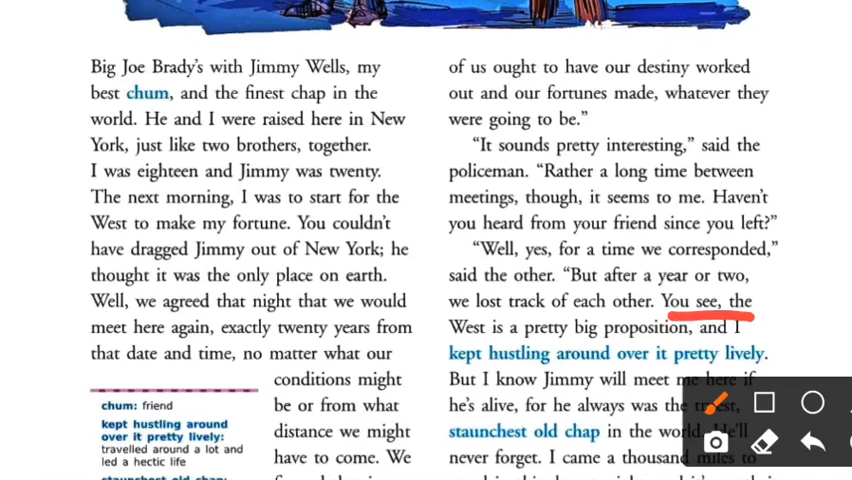 Big Joe Brady's with Jimmy Wells, my
best chum, and the finest chap in the
world. He and I were raised here in New
York, just like two brothers, together.
I was eighteen and Jimmy was twenty.
The next morning, I was to start for the
West to make my fortune. You couldn't
have dragged Jimmy out of New York; he
thought it was the only place on earth.
Well, we agreed that night that we would
meet here again, exactly twenty years from
that date and time, no matter what our
conditions might
be or from what
distance we might
have to come. We
chum: friend
kept hustling around
over it pretty lively:
travelled around a lot and
led a hectic life
of us ought to have our destiny worked
out and our fortunes made, whatever they
were going to be."
"It sounds pretty interesting," said the
policeman. "Rather a long time between
meetings, though, it seems to me. Haven't
you heard from your friend since you left?"
"Well, yes, for a time we corresponded,"
said the other. "But after a year or two,
we lost track of each other. You see, the
West is a pretty big proposition, and I
kept hustling around over it pretty lively.
But I know Jimmy will meet me here if
he's alive, for he always was the
staunchest old chap in the world. He'll
never forget. I came a thousand miles to